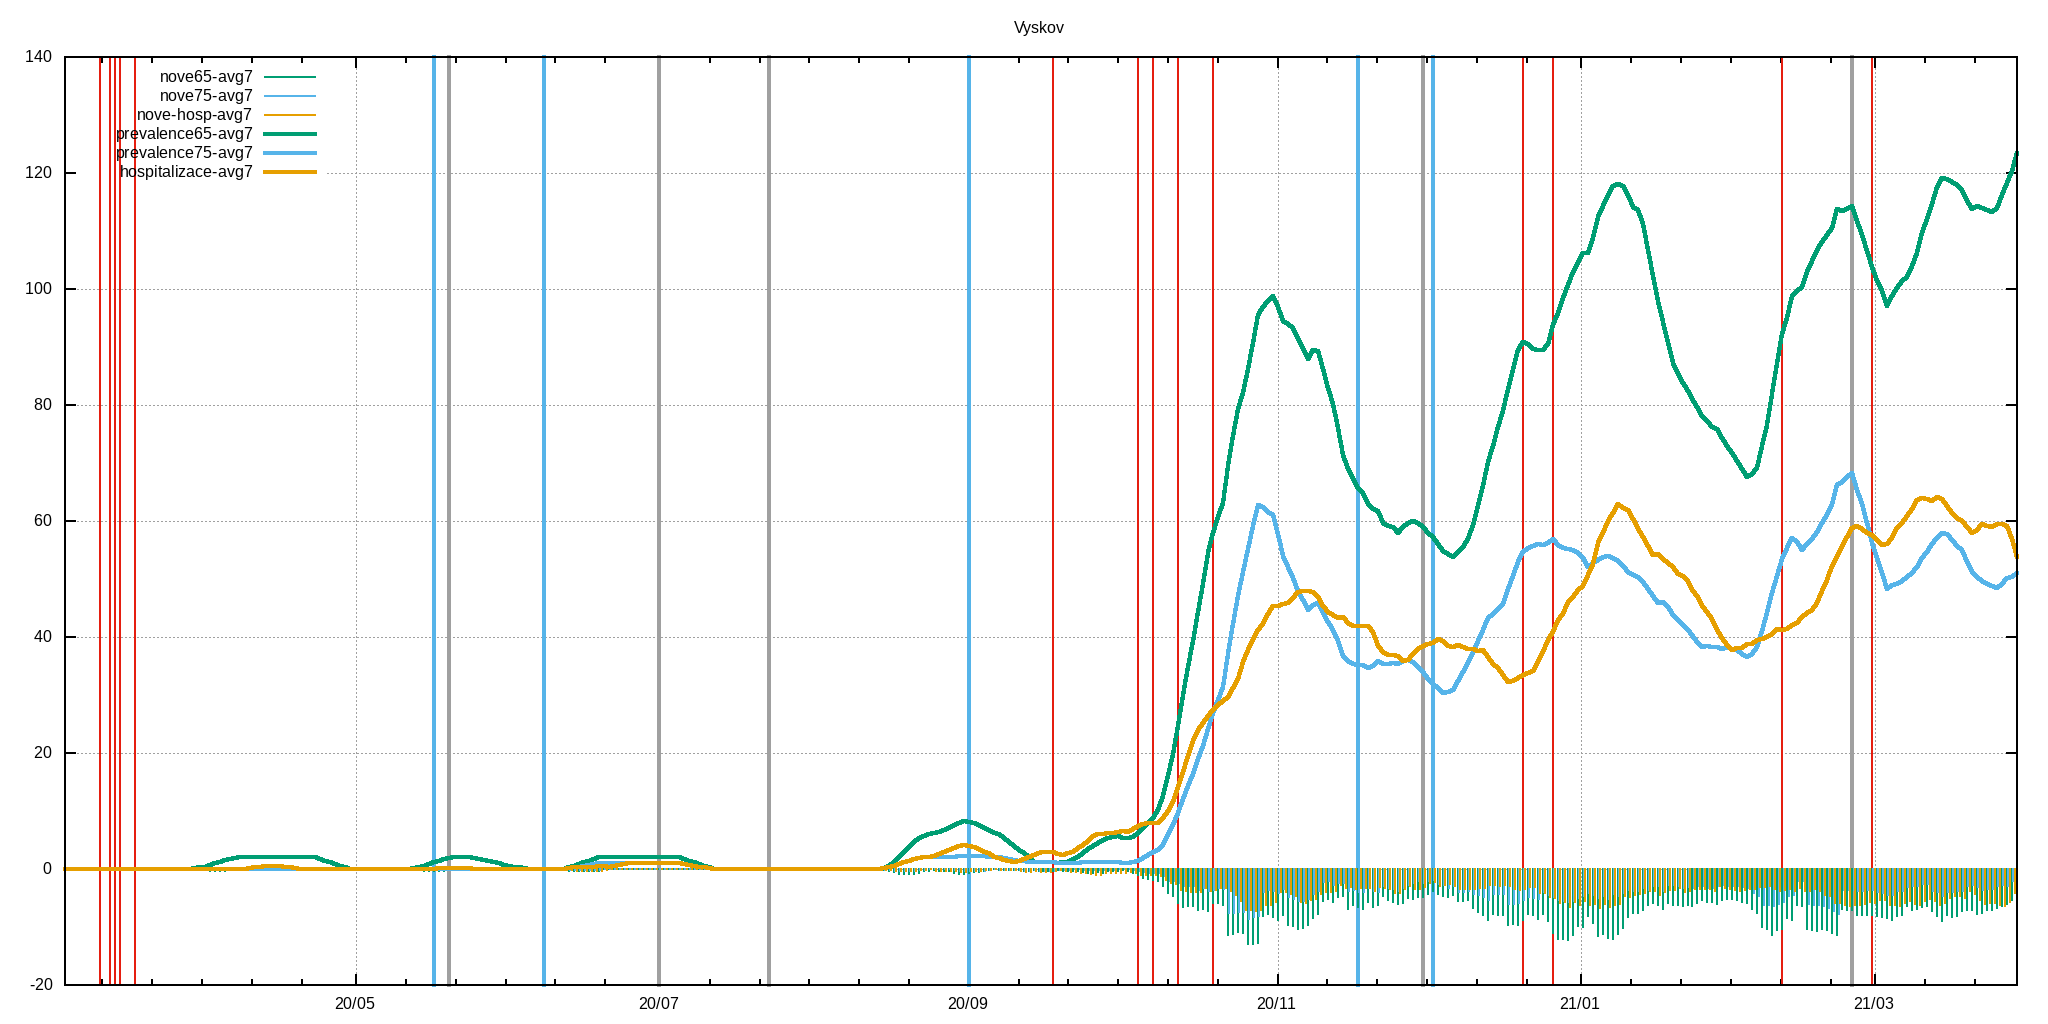 Vyskov
140
120
100
80
60
40
20
0
-20
nove65-avg7
nove75-avg7
nove-hosp-avg7
prevalence65-avg7
prevalence75-avg7
hospitalizace-avg7
20/05 20/07 20/09 20/11 21/01 21/03